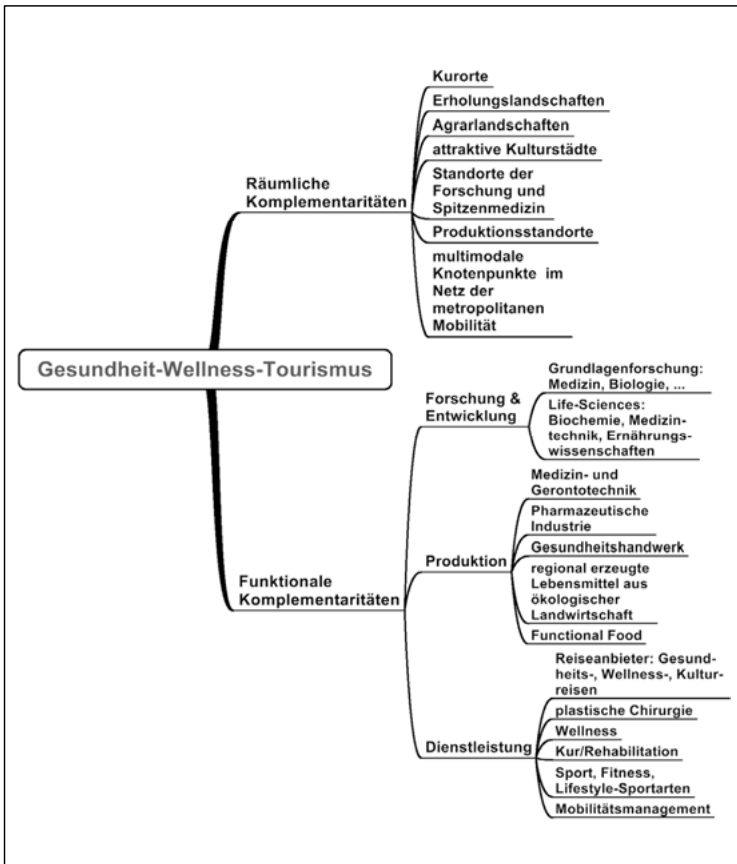 Gesundheit-Wellness-Tourismus
Räumliche
Komplementaritäten
Kurorte
Erholungslandschaften
Agrarlandschaften
attraktive Kulturstädte
Standorte der
Forschung und
Spitzenmedizin
Produktionsstandorte
multimodale
Knotenpunkte im
Netz der
metropolitanen
Mobilität
Funktionale
Komplementaritäten
Forschung &
Entwicklung
Grundlagenforschung:
Medizin, Biologie, ...
Life-Sciences:
Biochemie, Medizin-
technik, Ernährungs-
wissenschaften
Produktion
Medizin- und
Gerontotechnik
Pharmazeutische
Industrie
Gesundheitshandwerk
regional erzeugte
Lebensmittel aus
ökologischer
Landwirtschaft
Functional Food
Dienstleistung
Reiseanbieter: Gesund-
heits-, Wellness-, Kultur-
reisen
plastische Chirurgie
Wellness
Kur/Rehabilitation
Sport, Fitness,
Lifestyle-Sportarten
Mobilitätsmanagement